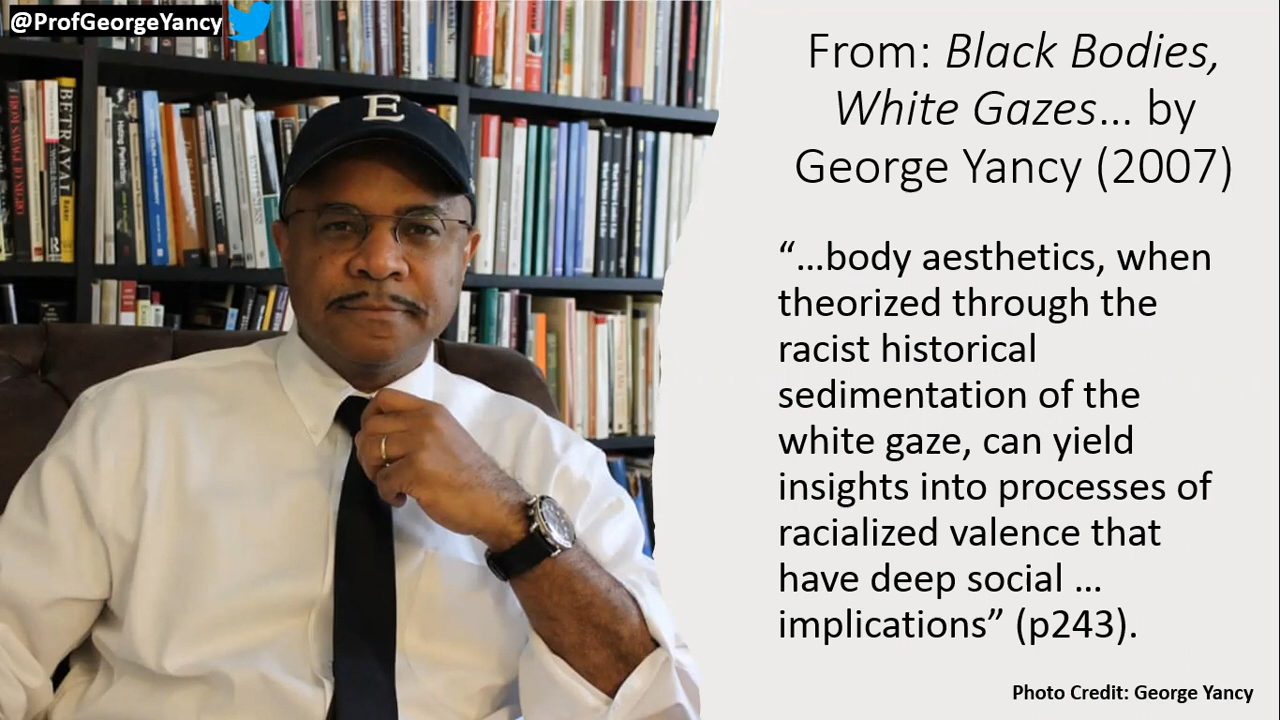 @ProfGeorgeYancy
From: Black Bodies,
White Gazes… by
George Yancy (2007)
“…body aesthetics, when
theorized through the
racist historical
sedimentation of the
white gaze, can yield
insights into processes of
racialized valence that
have deep social …
implications” (p243).
Photo Credit: George Yancy
E
BETRAYAL
Baker